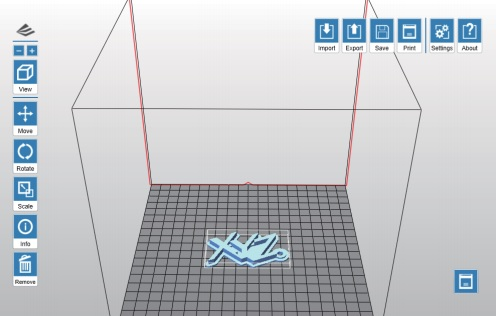 View
Move
Rotate
Scale
Info
Remove
Import
Export
Save
Print
Settings
About